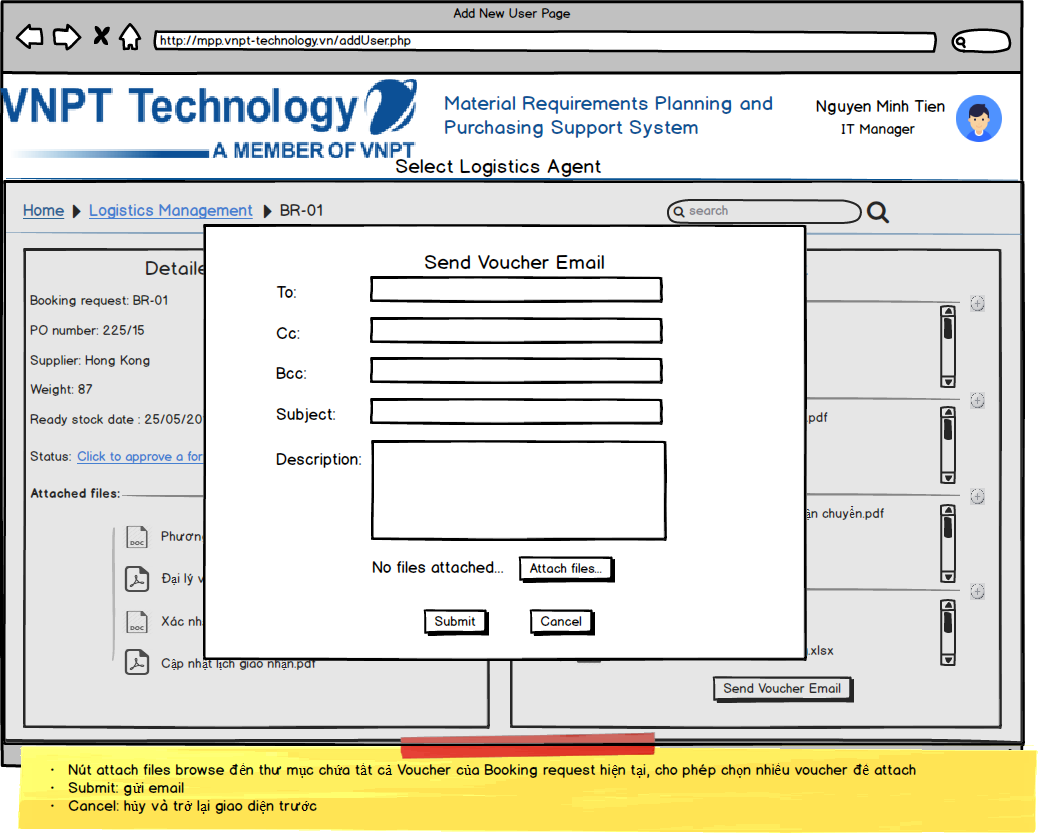 Add New User Page
http://mpp.vnpt-technology.vn/addUser.php
VNPT Technology
A MEMBER OF VNPT
Material Requirements Planning and
Purchasing Support System
Nguyen Minh Tien
IT Manager
Select Logistics Agent
Home
Logistics Management
BR-01
search
Send Voucher Email
To:
Cc:
Bcc:
Subject:
Description:
No files attached...
Attach files...
Submit
Cancel
Booking request: BR-01
PO number: 225/15
Supplier: Hong Kong
Weight: 87
Ready stock date : 25/05/20
Status: Click to approve a for
Attached files:
DOC
Đại lý v
DOC
Xác nh
Cập nhật lịch giao nhận.pdf
.pdf
chuyển.pdf
.xlsx
Send Voucher Email
· Nút attach files browse đến thư mục chứa tất cả Voucher của Booking request hiện tại, cho phép chọn nhiều voucher để attach
· Submit: gửi email
· Cancel: hủy và trở lại giao diện trước